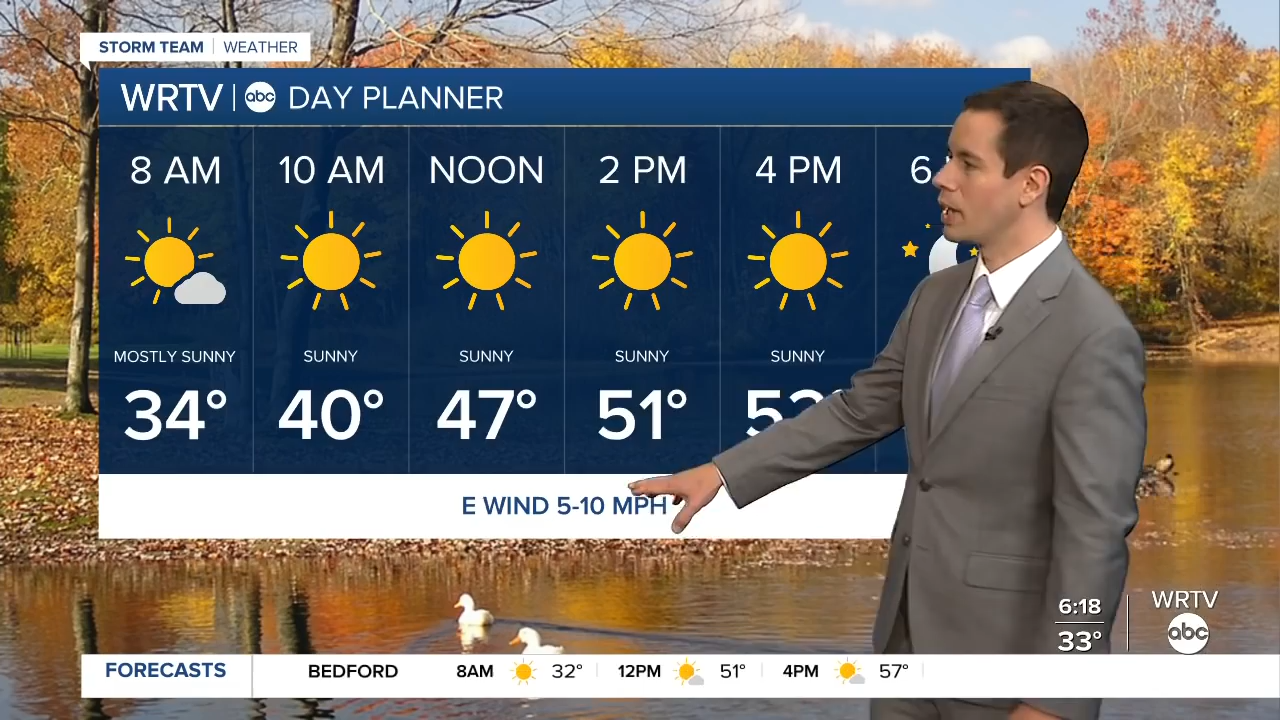 STORM TEAM | WEATHER
WRTV | abc DAY PLANNER
8 AM 10 AM NOON 2 PM 4 PM 6
MOSTLY SUNNY SUNNY SUNNY SUNNY SUNNY
34° 40° 47° 51°
E WIND 5-10 MPH
6:18
33°
WRTV
abc
FORECASTS BEDFORD 8AM 32° 12PM 51° 4PM 57°